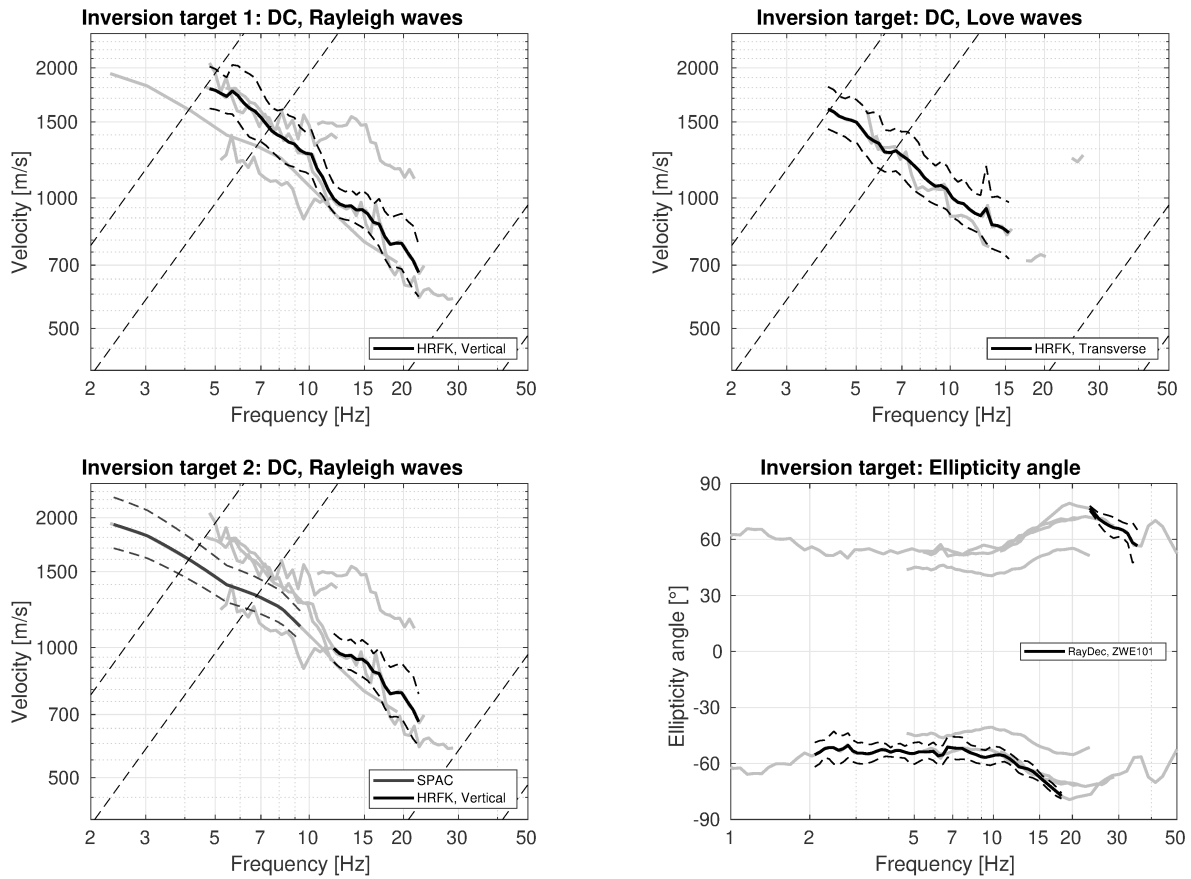 Inversion target 1: DC, Rayleigh waves
2000
1500
1000
700
500
Velocity [m/s]
HRFK, Vertical
2 3 5 7 10 15 20 30 50
Frequency [Hz]
Inversion target: DC, Love waves
2000
1500
1000
700
500
Velocity [m/s]
HRFK, Transverse
2 3 5 7 10 15 20 30 50
Frequency [Hz]
Inversion target 2: DC, Rayleigh waves
2000
1500
1000
700
500
Velocity [m/s]
SPAC
HRFK, Vertical
2 3 5 7 10 15 20 30 50
Frequency [Hz]
Inversion target: Ellipticity angle
90
60
30
0
-30
-60
-90
Ellipticity angle [°]
RayDec, ZWE101
1 2 5 7 10 15 20 30 50
Frequency [Hz]